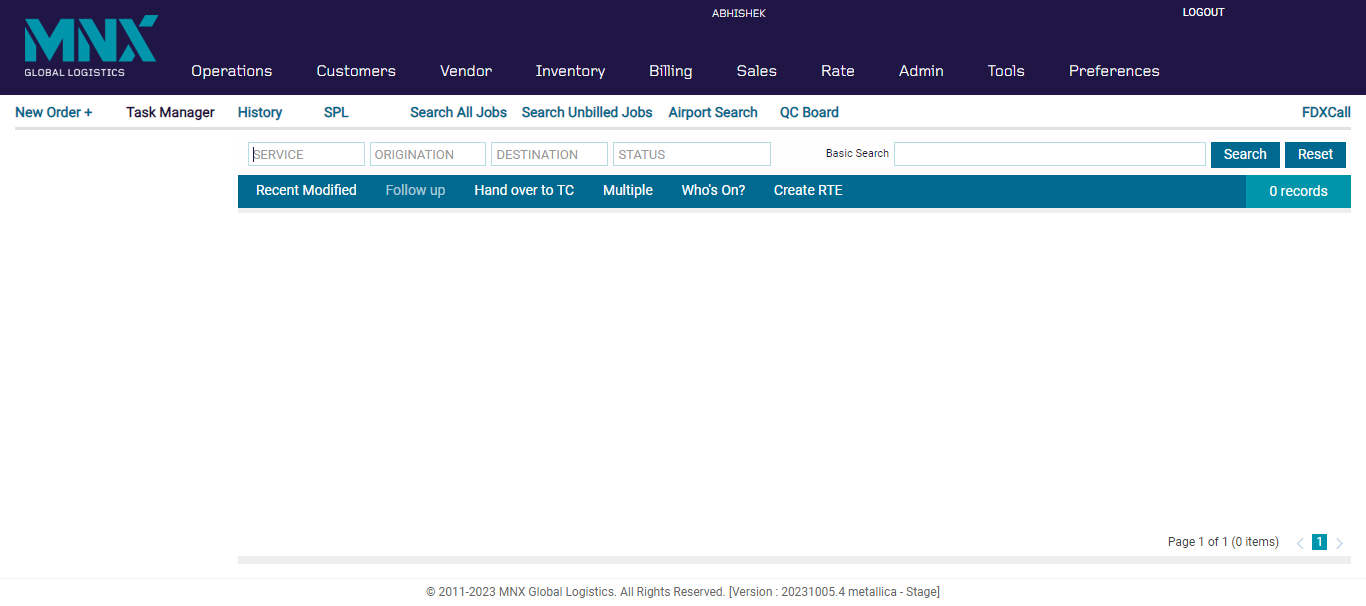 ABHISHEK LOGOUT
MNX
GLOBAL LOGISTICS
Operations Customers Vendor Inventory Billing Sales Rate Admin Tools Preferences
New Order + Task Manager History SPL Search All Jobs Search Unbilled Jobs Airport Search QC Board FDXCall
SERVICE ORIGINATION DESTINATION STATUS Basic Search Search Reset
Recent Modified Follow up Hand over to TC Multiple Who's On? Create RTE 0 records
Page 1 of 1 (0 items) 1
© 2011-2023 MNX Global Logistics. All Rights Reserved. [Version : 20231005.4 metallica - Stage]